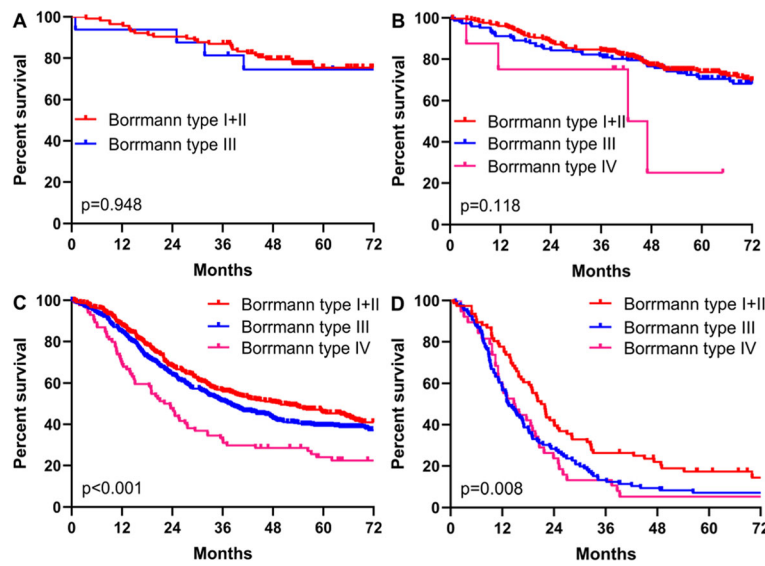 A
Percent survival
100
80
60
40
20
0
Borrmann type I+II
Borrmann type III
p=0.948
0 12 24 36 48 60 72
Months
B
Percent survival
100
80
60
40
20
0
Borrmann type I+II
Borrmann type III
Borrmann type IV
p=0.118
0 12 24 36 48 60 72
Months
C
Percent survival
100
80
60
40
20
0
Borrmann type I+II
Borrmann type III
Borrmann type IV
p<0.001
0 12 24 36 48 60 72
Months
D
Percent survival
100
80
60
40
20
0
Borrmann type I+II
Borrmann type III
Borrmann type IV
p=0.008
0 12 24 36 48 60 72
Months